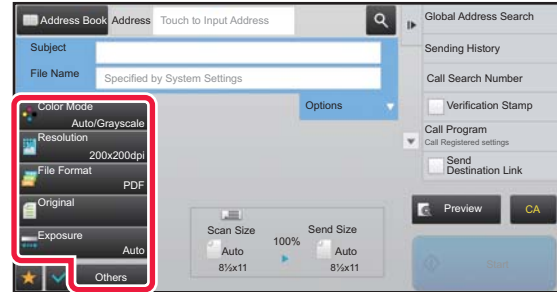 Address Book Address Touch to Input Address
Subject
File Name Specified by System Settings
Options
Color Mode
Auto/Grayscale
Resolution
200x200dpi
File Format
PDF
Original
Exposure
Auto
Others
Scan Size
Auto
8½x11
100%
Send Size
Auto
8½x11
Global Address Search
Sending History
Call Search Number
Verification Stamp
Call Program
Call Registered settings
Send
Destination Link
Preview
CA
Start